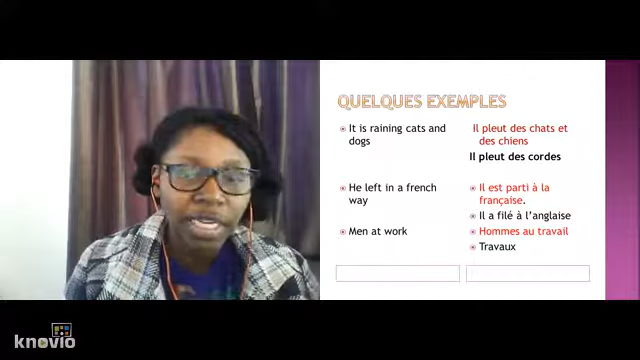 QUELQUES EXEMPLES
It is raining cats and
dogs
Il pleut des chats et
des chiens
Il pleut des cordes
He left in a french
way
Il est parti à la
française.
Il a filé à l'anglaise
Men at work
Hommes au travail
Travaux
knovio